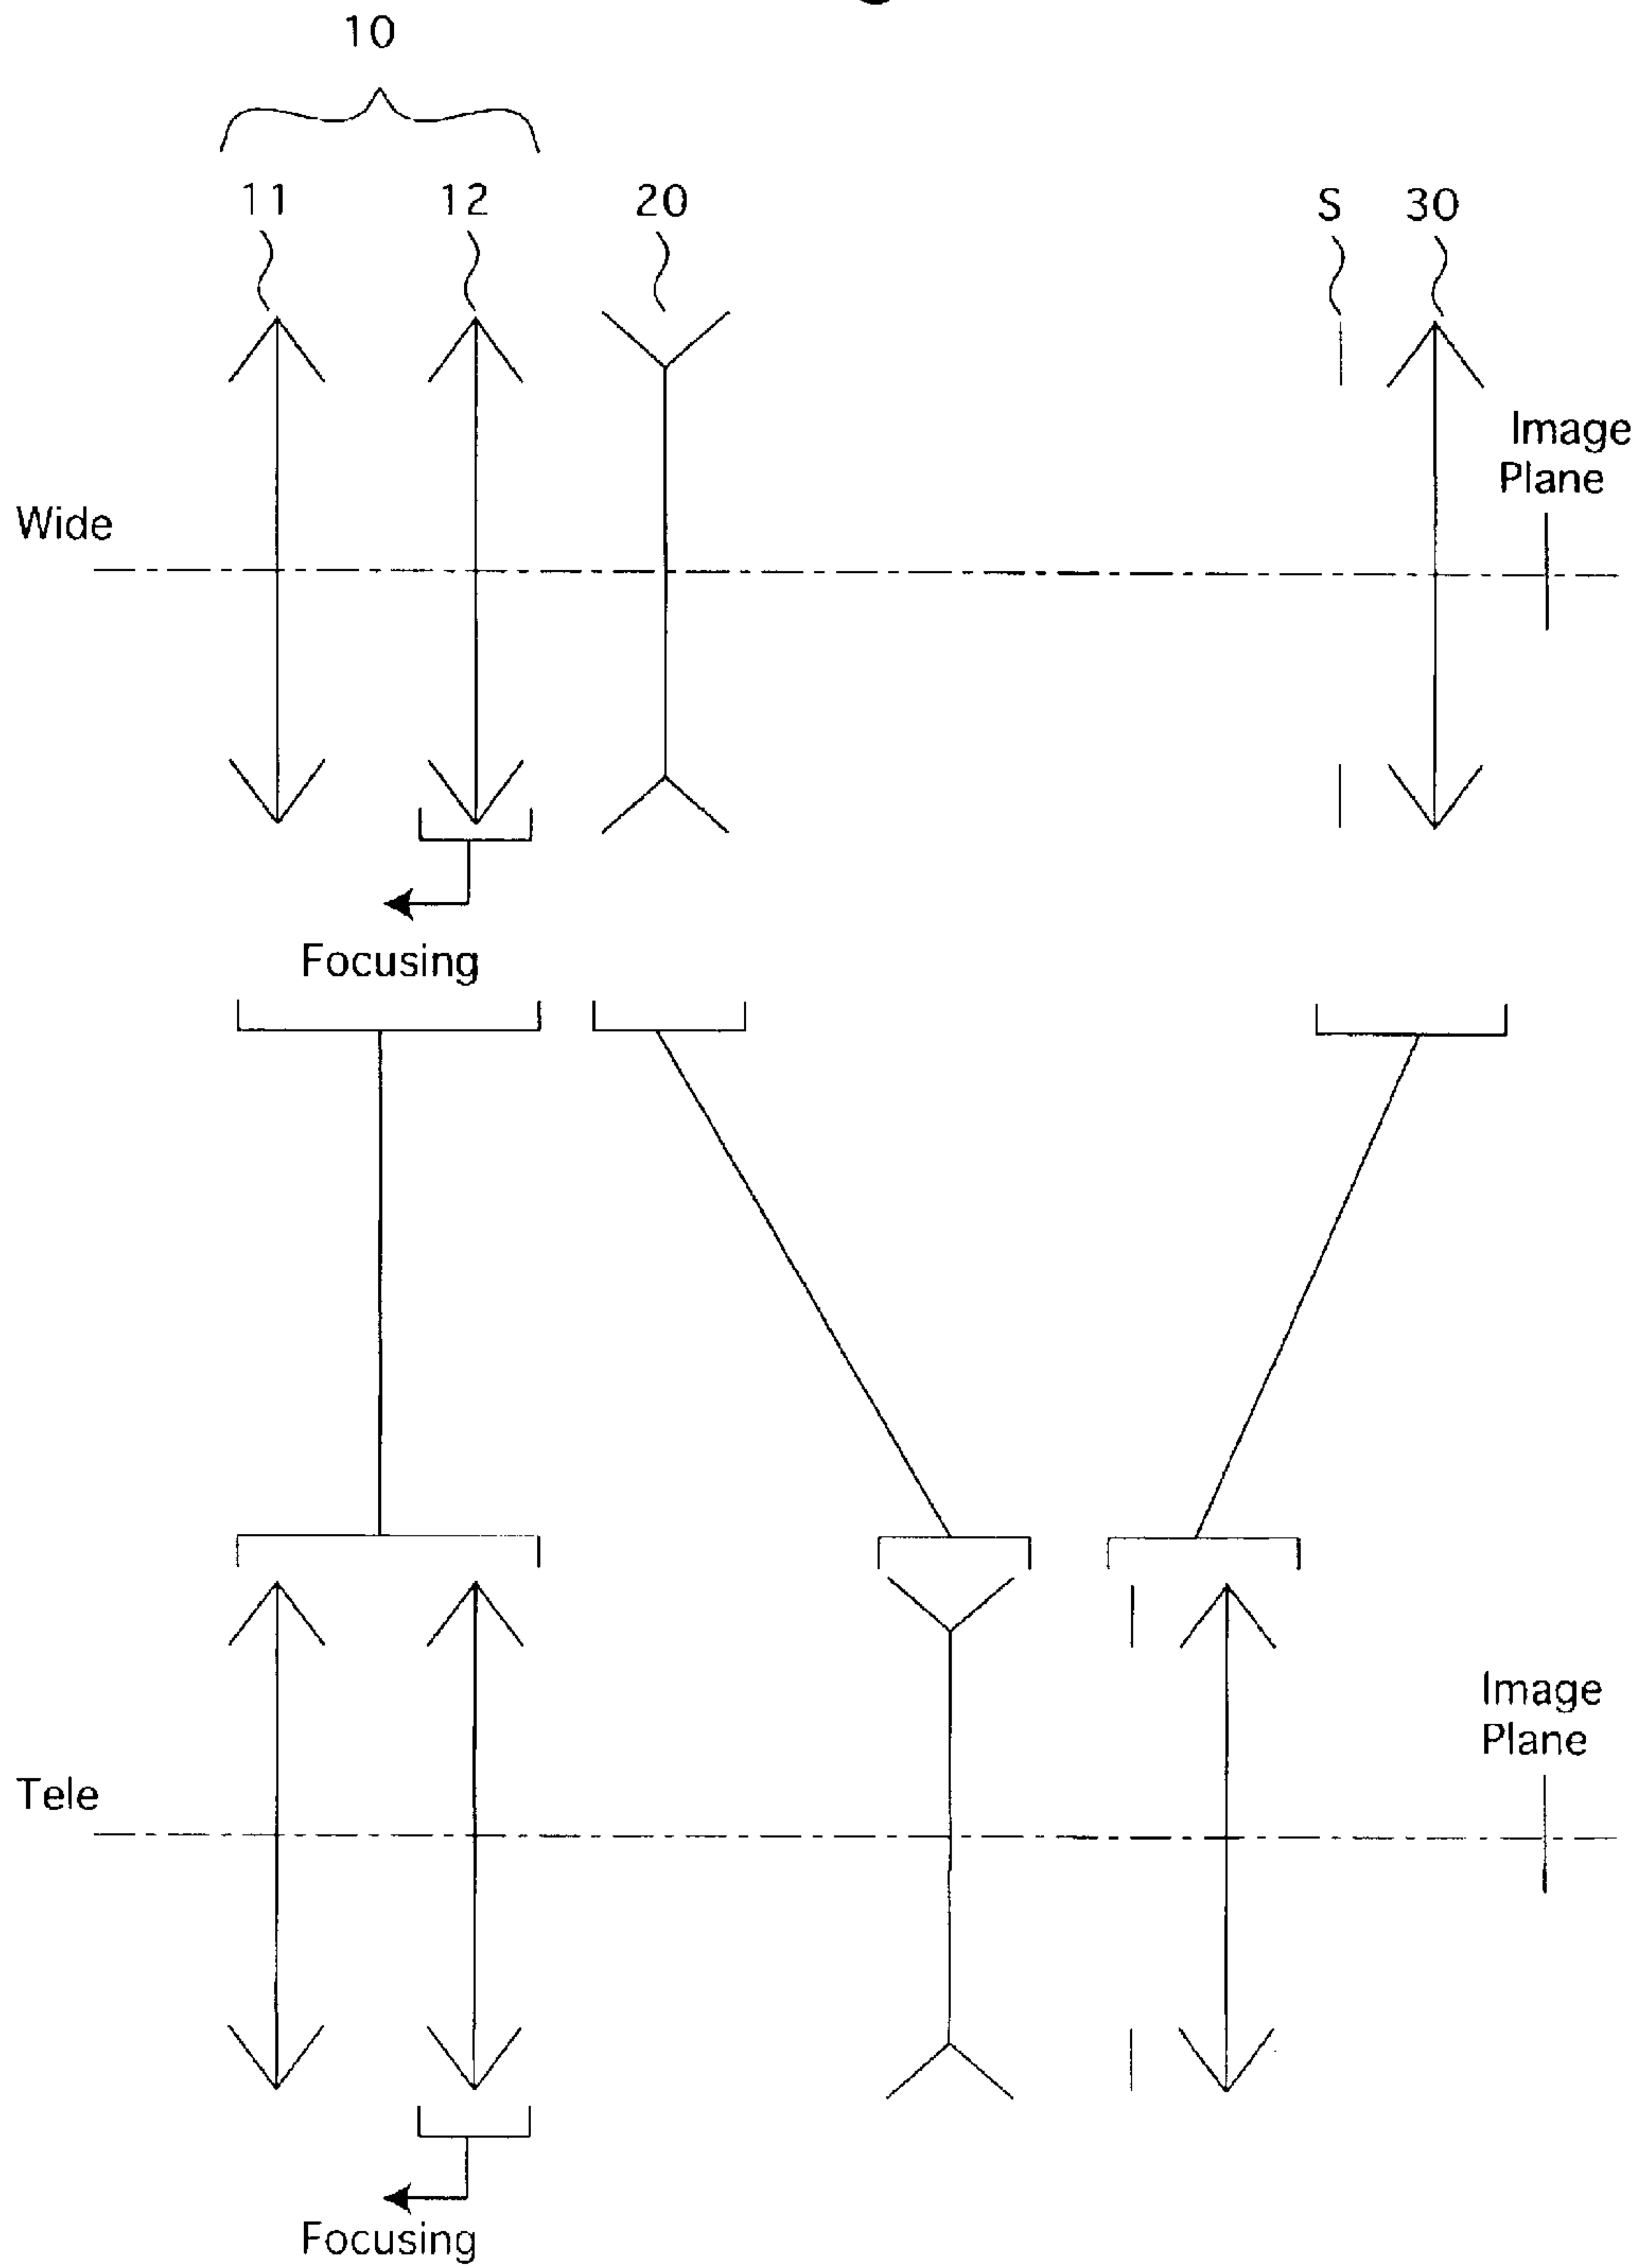 10
11 12 20 S 30
Image
Plane
Wide
Focusing
Image
Plane
Tele
Focusing